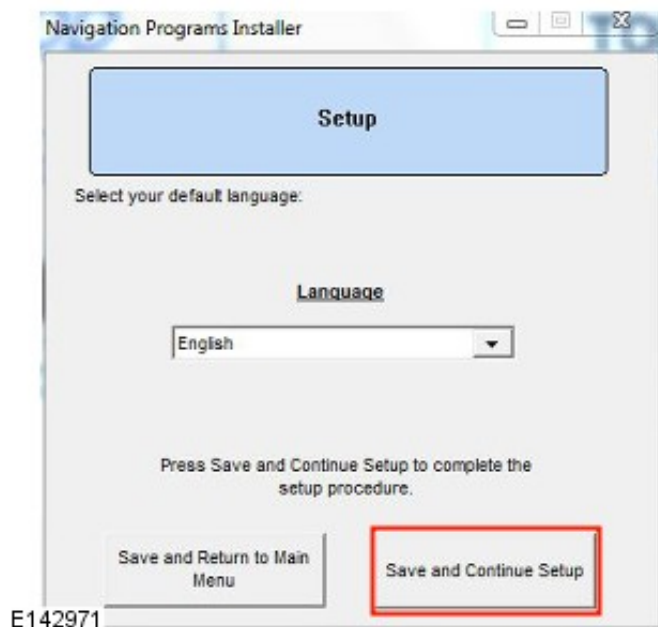 Navigation Programs Installer
Setup
Select your default language:
Language
English
Press Save and Continue Setup to complete the
setup procedure.
Save and Return to Main
Menu
Save and Continue Setup
E142971